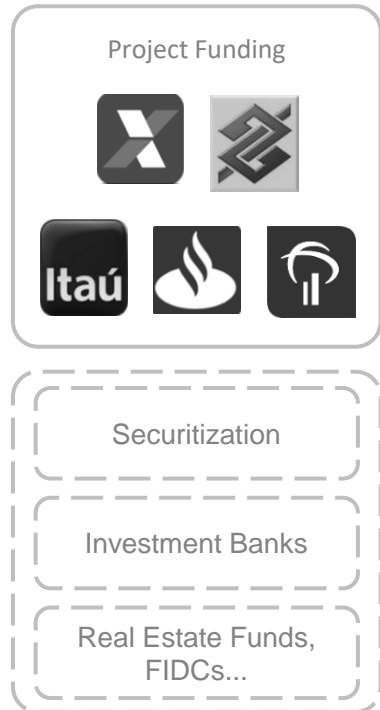 Project Funding
Itaú
Securitization
Investment Banks
Real Estate Funds,
FIDCs...